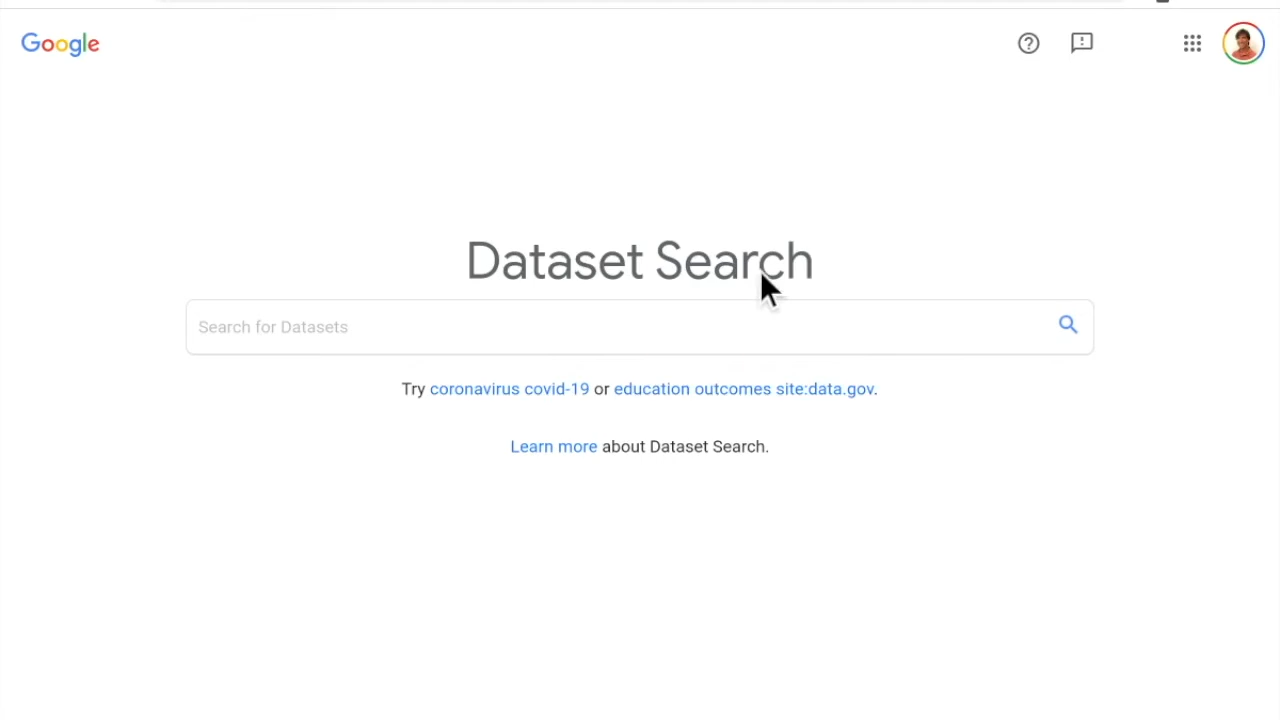 Google
Dataset Search
Search for Datasets
Try coronavirus covid-19 or education outcomes site:data.gov.
Learn more about Dataset Search.